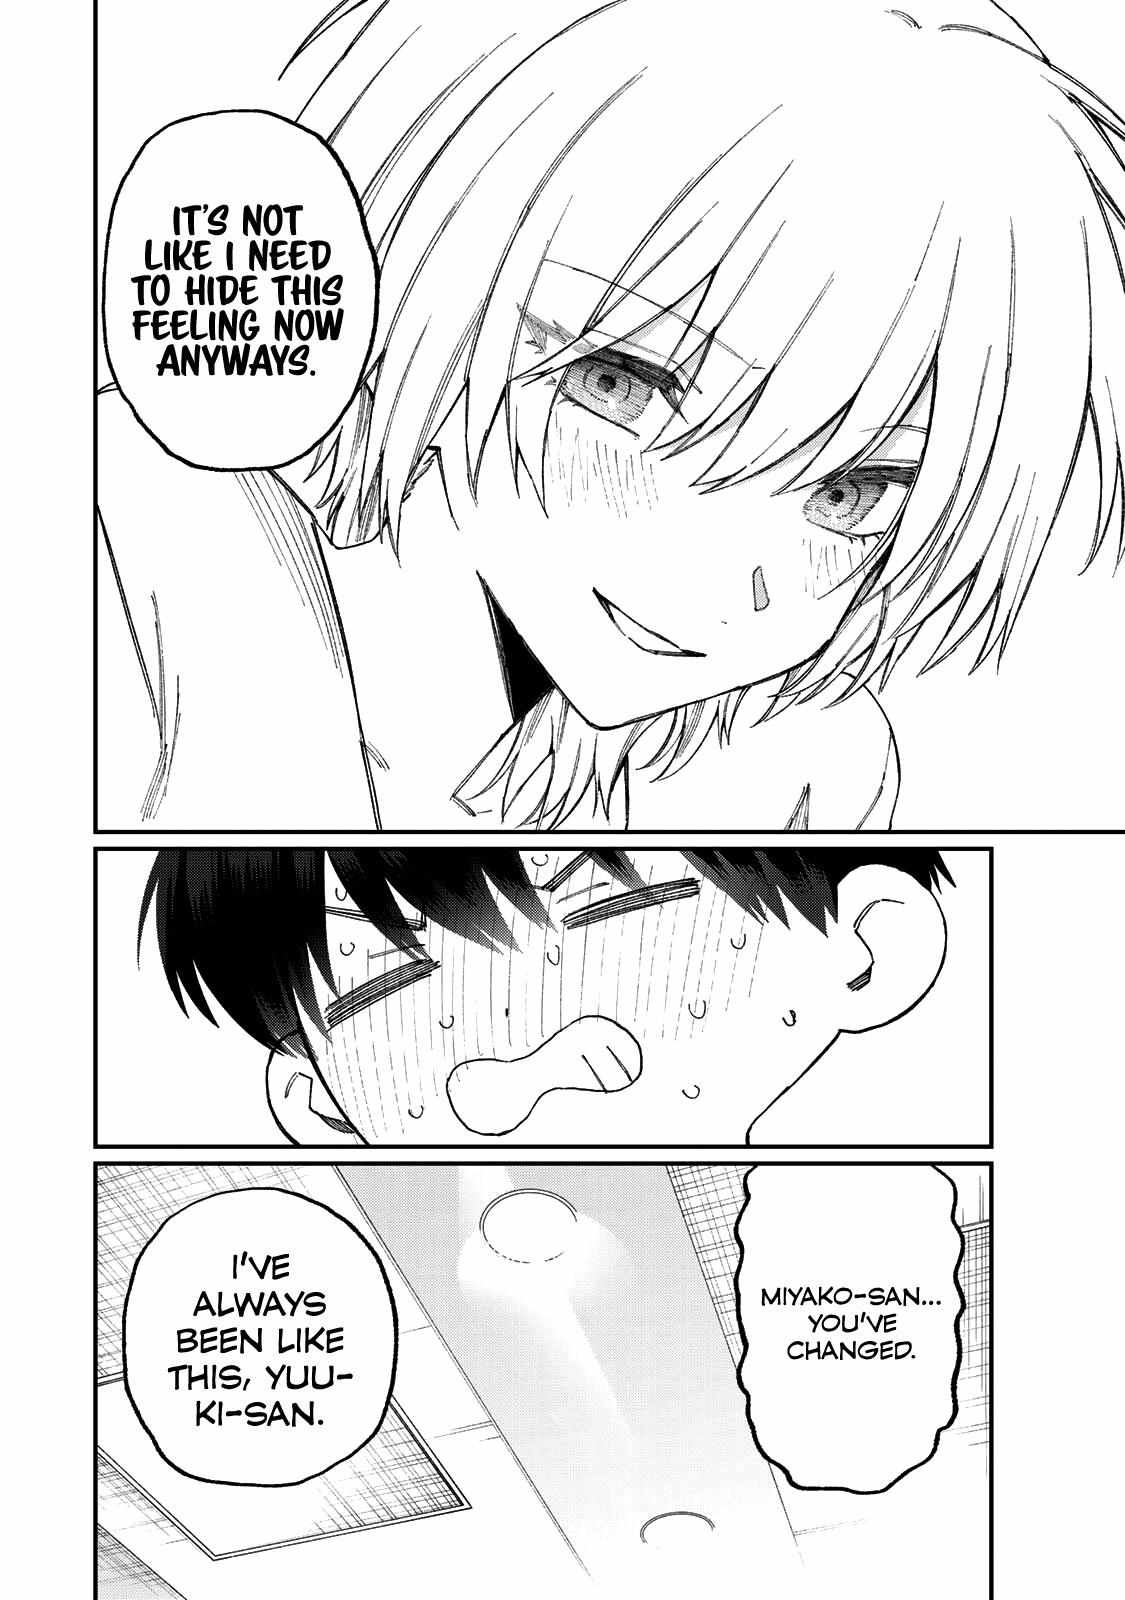 IT'S NOT
LIKE I NEED
TO HIDE THIS
FEELING NOW
ANYWAYS.
MIYAKO-SAN...
YOU'VE
CHANGED.
I'VE
ALWAYS
BEEN LIKE
THIS, YUU-
KI-SAN.